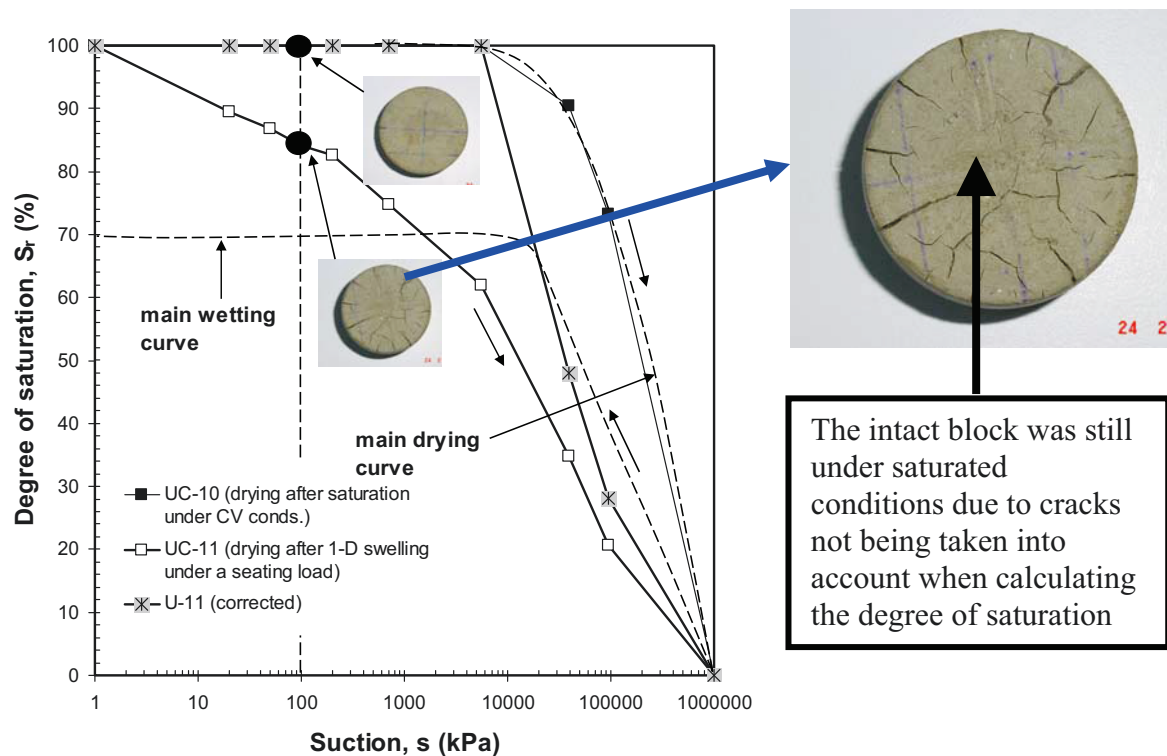 100
90
80
70
60
50
40
30
20
10
0
Degree of saturation, Sr (%)
main wetting
curve
main drying
curve
UC-10 (drying after saturation
under CV conds.)
UC-11 (drying after 1-D swelling
under a seating load)
U-11 (corrected)
1 10 100 1000 10000 100000 1000000
Suction, s (kPa)
24 2
The intact block was still
under saturated
conditions due to cracks
not being taken into
account when calculating
the degree of saturation